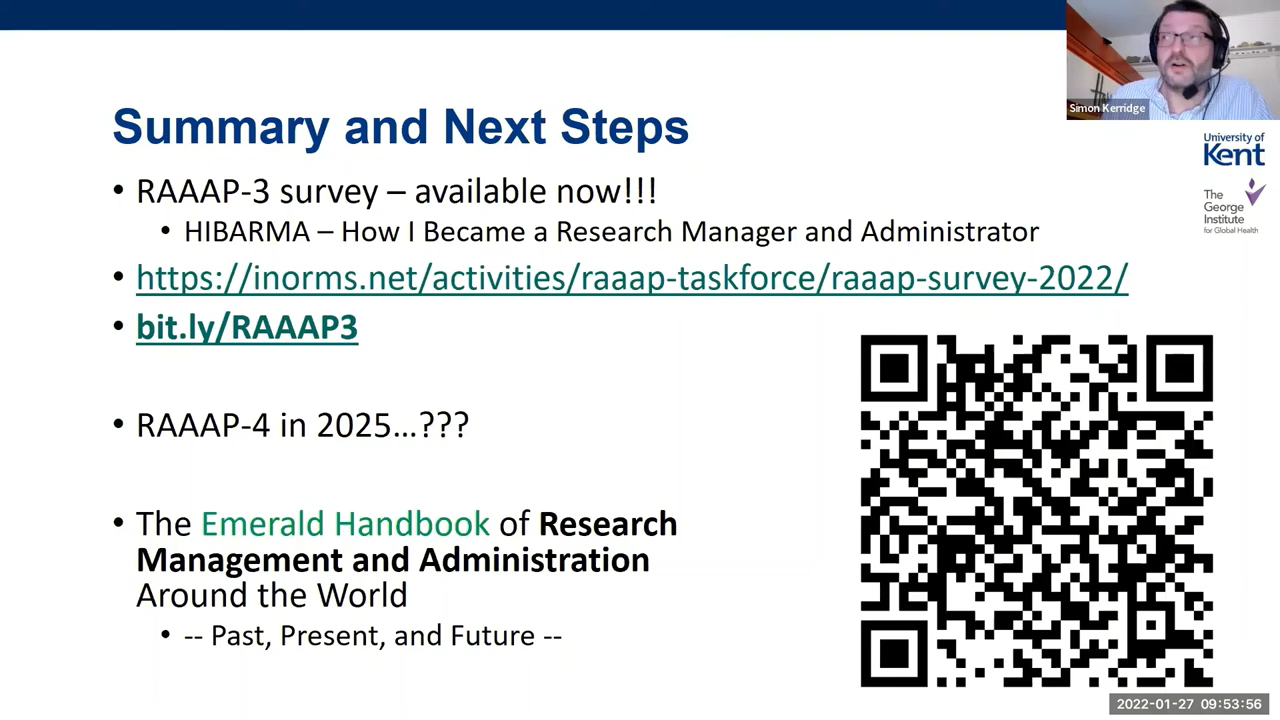 Simon Kerridge
University of
Kent
The
George
Institute
for Global Health
Summary and Next Steps
• RAAAP-3 survey – available now!!!
• HIBARMA – How I Became a Research Manager and Administrator
• https://inorms.net/activities/raaap-taskforce/raaap-survey-2022/
• bit.ly/RAAAP3
• RAAAP-4 in 2025...???
• The Emerald Handbook of Research
Management and Administration
Around the World
• -- Past, Present, and Future --
2022-01-27 09:53:56